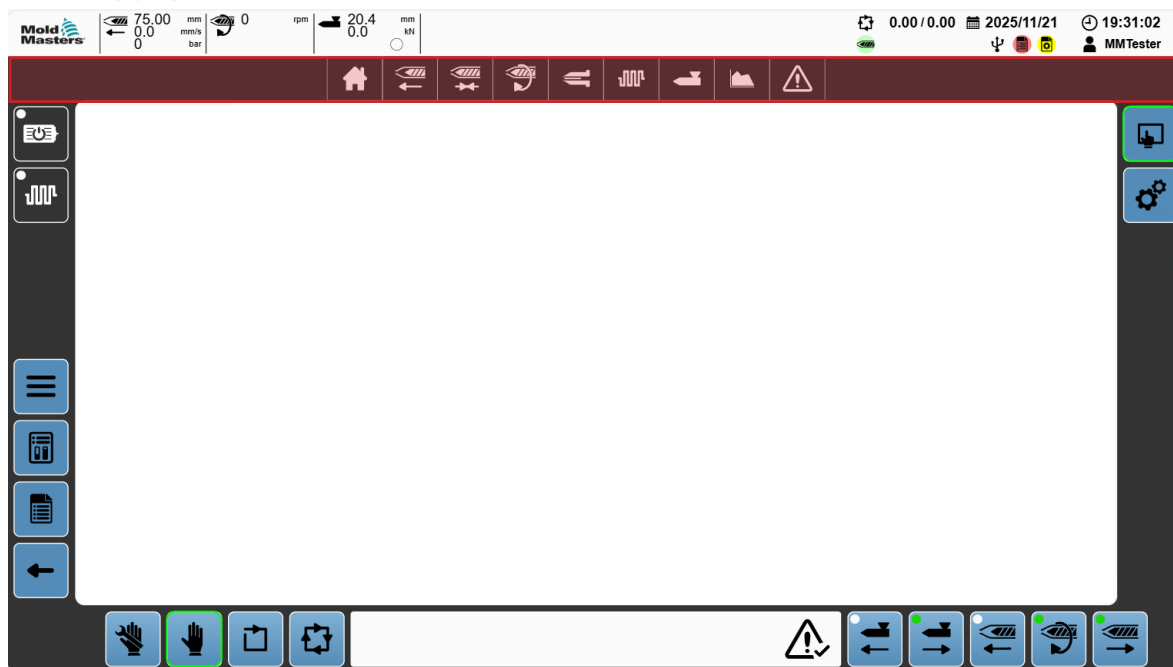 Mold
Masters
75.00 mm
0.0 mm/s
0 bar
0 rpm
20.4 mm
0.0 kN
0.00 / 0.00
2025/11/21
19:31:02
MMTester